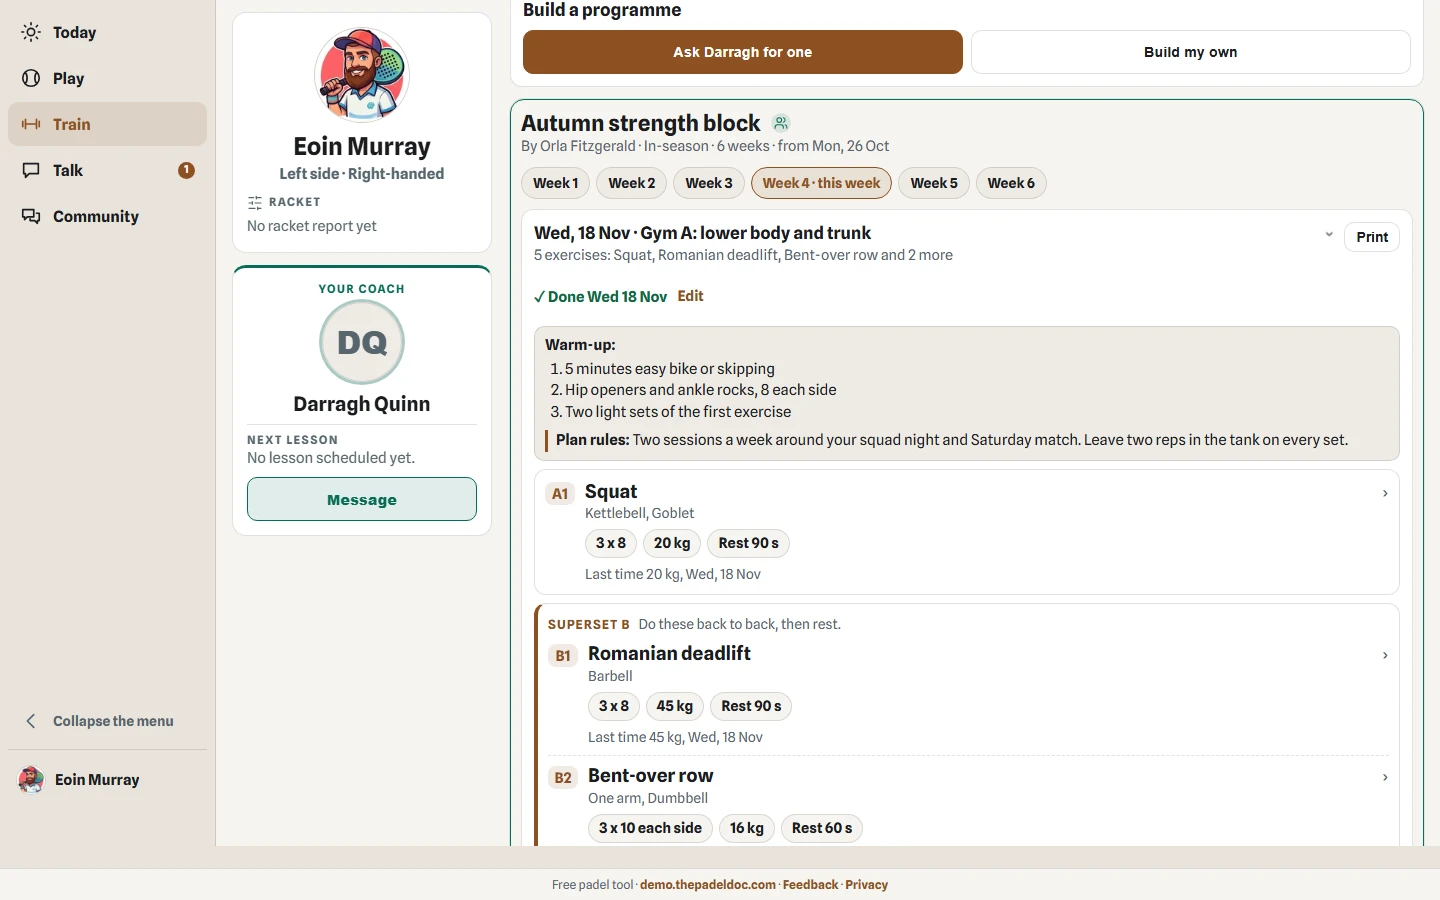 Today
Play
Train
Talk
1
Community
Collapse the menu
Eoin Murray
Eoin Murray
Left side · Right-handed
RACKET
No racket report yet
YOUR COACH
DQ
Darragh Quinn
NEXT LESSON
No lesson scheduled yet.
Message
Build a programme
Ask Darragh for one
Build my own
Autumn strength block
By Orla Fitzgerald · In-season · 6 weeks · from Mon, 26 Oct
Week 1
Week 2
Week 3
Week 4 · this week
Week 5
Week 6
Wed, 18 Nov · Gym A: lower body and trunk
Print
5 exercises: Squat, Romanian deadlift, Bent-over row and 2 more
✓ Done Wed 18 Nov Edit
Warm-up:
1. 5 minutes easy bike or skipping
2. Hip openers and ankle rocks, 8 each side
3. Two light sets of the first exercise
Plan rules: Two sessions a week around your squad night and Saturday match. Leave two reps in the tank on every set.
A1 Squat
Kettlebell, Goblet
3 x 8
20 kg
Rest 90 s
Last time 20 kg, Wed, 18 Nov
SUPERSET B Do these back to back, then rest.
B1 Romanian deadlift
Barbell
3 x 8
45 kg
Rest 90 s
Last time 45 kg, Wed, 18 Nov
B2 Bent-over row
One arm, Dumbbell
3 x 10 each side
16 kg
Rest 60 s
Free padel tool · demo.thepadeldoc.com · Feedback · Privacy